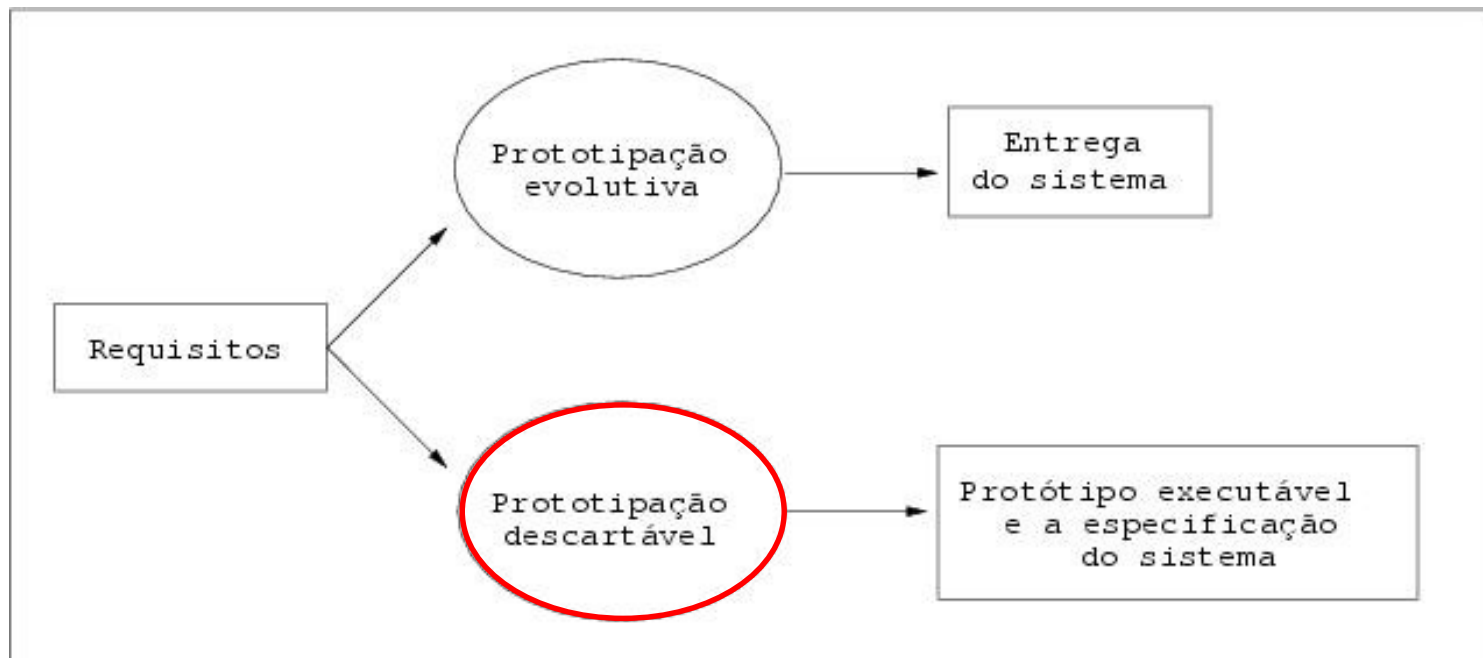 Prototipação
evolutiva
Entrega
do sistema
Requisitos
Prototipação
descartável
Protótipo executável
e a especificação
do sistema